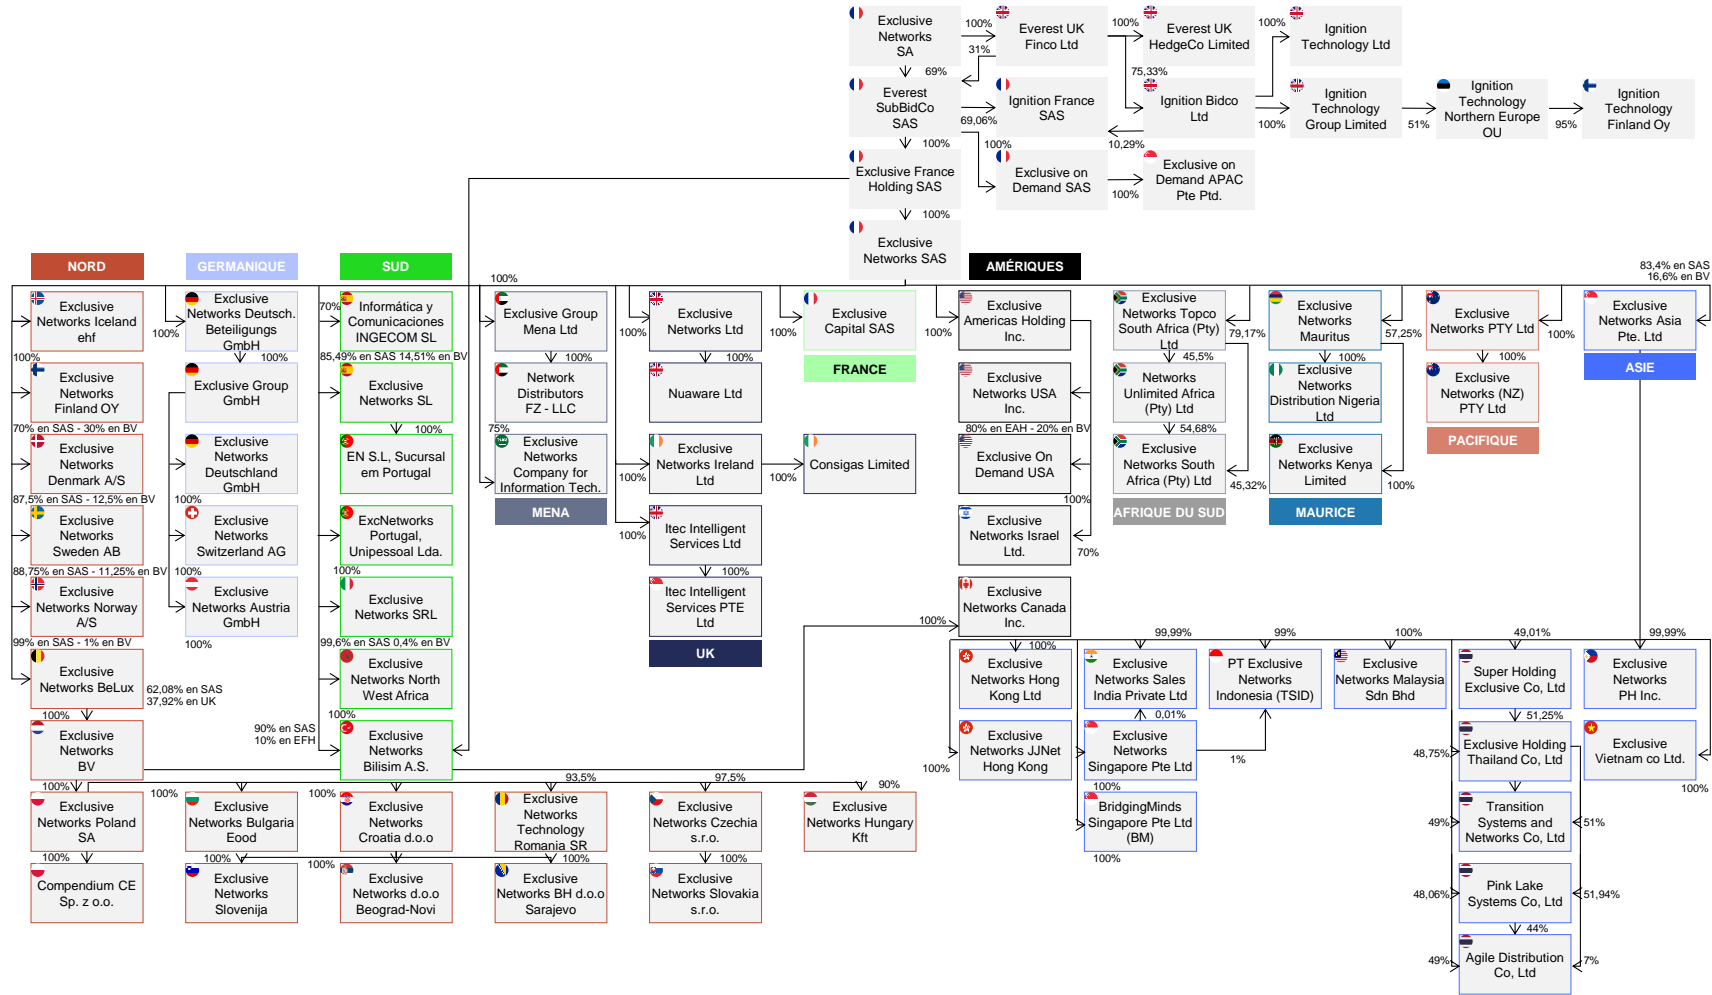 Exclusive
Networks
SA
100%
31%
69%
Everest UK
Finco Ltd
100%
75,33%
Everest UK
HedgeCo Limited
100%
Ignition
Technology Ltd
Everest
SubBidCo
SAS
69,06%
100%
Ignition France
SAS
10,29%
Ignition Bidco
Ltd
100%
Ignition
Technology
Group Limited
51%
Ignition
Technology
Northern Europe
OU
95%
Ignition
Technology
Finland Oy
100%
Exclusive France
Holding SAS
Exclusive on
Demand SAS
100%
Exclusive on
Demand APAC
Pte Ptd.
100%
Exclusive
Networks SAS
NORD
GERMANIQUE
SUD
AMÉRIQUES
100%
83,4% en SAS
16,6% en BV
Exclusive
Networks Iceland
ehf
100%
100%
Exclusive
Networks Deutsch.
Beteiligungs
GmbH
100%
70%
Informática y
Comunicaciones
INGECOM SL
85,49% en SAS 14,51% en BV
Exclusive Group
Mena Ltd
100%
100%
Exclusive
Networks Ltd
100%
100%
Exclusive
Capital SAS
FRANCE
100%
Exclusive
Americas Holding
Inc.
Exclusive
Networks Topco
South Africa (Pty)
Ltd
79,17%
45,5%
Exclusive
Networks
Mauritus
57,25%
100%
Exclusive
Networks PTY Ltd
100%
100%
Exclusive
Networks Asia
Pte. Ltd
ASIE
Exclusive
Networks
Finland OY
70% en SAS - 30% en BV
Exclusive Group
GmbH
Exclusive
Networks SL
100%
Network
Distributors
FZ - LLC
75%
Nuaware Ltd
Exclusive
Networks USA
Inc.
80% en EAH - 20% en BV
Networks
Unlimited Africa
(Pty) Ltd
54,68%
Exclusive
Networks
Distribution Nigeria
Ltd
Exclusive
Networks (NZ)
PTY Ltd
PACIFIQUE
Exclusive
Networks
Denmark A/S
87,5% en SAS - 12,5% en BV
Exclusive
Networks
Deutschland
GmbH
100%
EN S.L, Sucursal
em Portugal
Exclusive
Networks
Company for
Information Tech.
MENA
100%
Exclusive
Networks Ireland
Ltd
100%
Consigas Limited
Exclusive On
Demand USA
100%
Exclusive
Networks South
Africa (Pty) Ltd
45,32%
AFRIQUE DU SUD
Exclusive
Networks Kenya
Limited
100%
MAURICE
Exclusive
Networks
Sweden AB
88,75% en SAS - 11,25% en BV
Exclusive
Networks
Switzerland AG
100%
ExcNetworks
Portugal,
Unipessoal Lda.
100%
100%
Itec Intelligent
Services Ltd
100%
Exclusive
Networks Israel
Ltd.
70%
Exclusive
Networks Norway
A/S
99% en SAS - 1% en BV
Exclusive
Networks Austria
GmbH
100%
Exclusive
Networks SRL
99,6% en SAS 0,4% en BV
Itec Intelligent
Services PTE
Ltd
UK
100%
Exclusive
Networks Canada
Inc.
100%
99,99%
99%
100%
49,01%
99,99%
Exclusive
Networks BeLux
62,08% en SAS
37,92% en UK
100%
Exclusive
Networks North
West Africa
100%
Exclusive
Networks Hong
Kong Ltd
Exclusive
Networks Sales
India Private Ltd
0,01%
PT Exclusive
Networks
Indonesia (TSID)
Exclusive
Networks Malaysia
Sdn Bhd
Super Holding
Exclusive Co, Ltd
51,25%
Exclusive
Networks
PH Inc.
Exclusive
Networks
BV
90% en SAS
10% en EFH
Exclusive
Networks
Bilisim A.S.
Exclusive
Networks JJNet
Hong Kong
100%
Exclusive
Networks
Singapore Pte Ltd
1%
100%
48,75%
Exclusive Holding
Thailand Co, Ltd
Exclusive
Vietnam co Ltd.
100%
100%
100%
100%
93,5%
97,5%
90%
Exclusive
Networks Poland
SA
100%
Exclusive
Networks Bulgaria
Eood
100%
Exclusive
Networks
Croatia d.o.o
100%
100%
Exclusive
Networks
Technology
Romania SR
100%
Exclusive
Networks Czechia
s.r.o.
100%
Exclusive
Networks Hungary
Kft
BridgingMinds
Singapore Pte Ltd
(BM)
100%
49%
Transition
Systems and
Networks Co, Ltd
51%
Compendium CE
Sp. z o.o.
Exclusive
Networks
Slovenija
Exclusive
Networks d.o.o
Beograd-Novi
Exclusive
Networks BH d.o.o
Sarajevo
Exclusive
Networks Slovakia
s.r.o.
48,06%
Pink Lake
Systems Co, Ltd
51,94%
44%
49%
Agile Distribution
Co, Ltd
7%